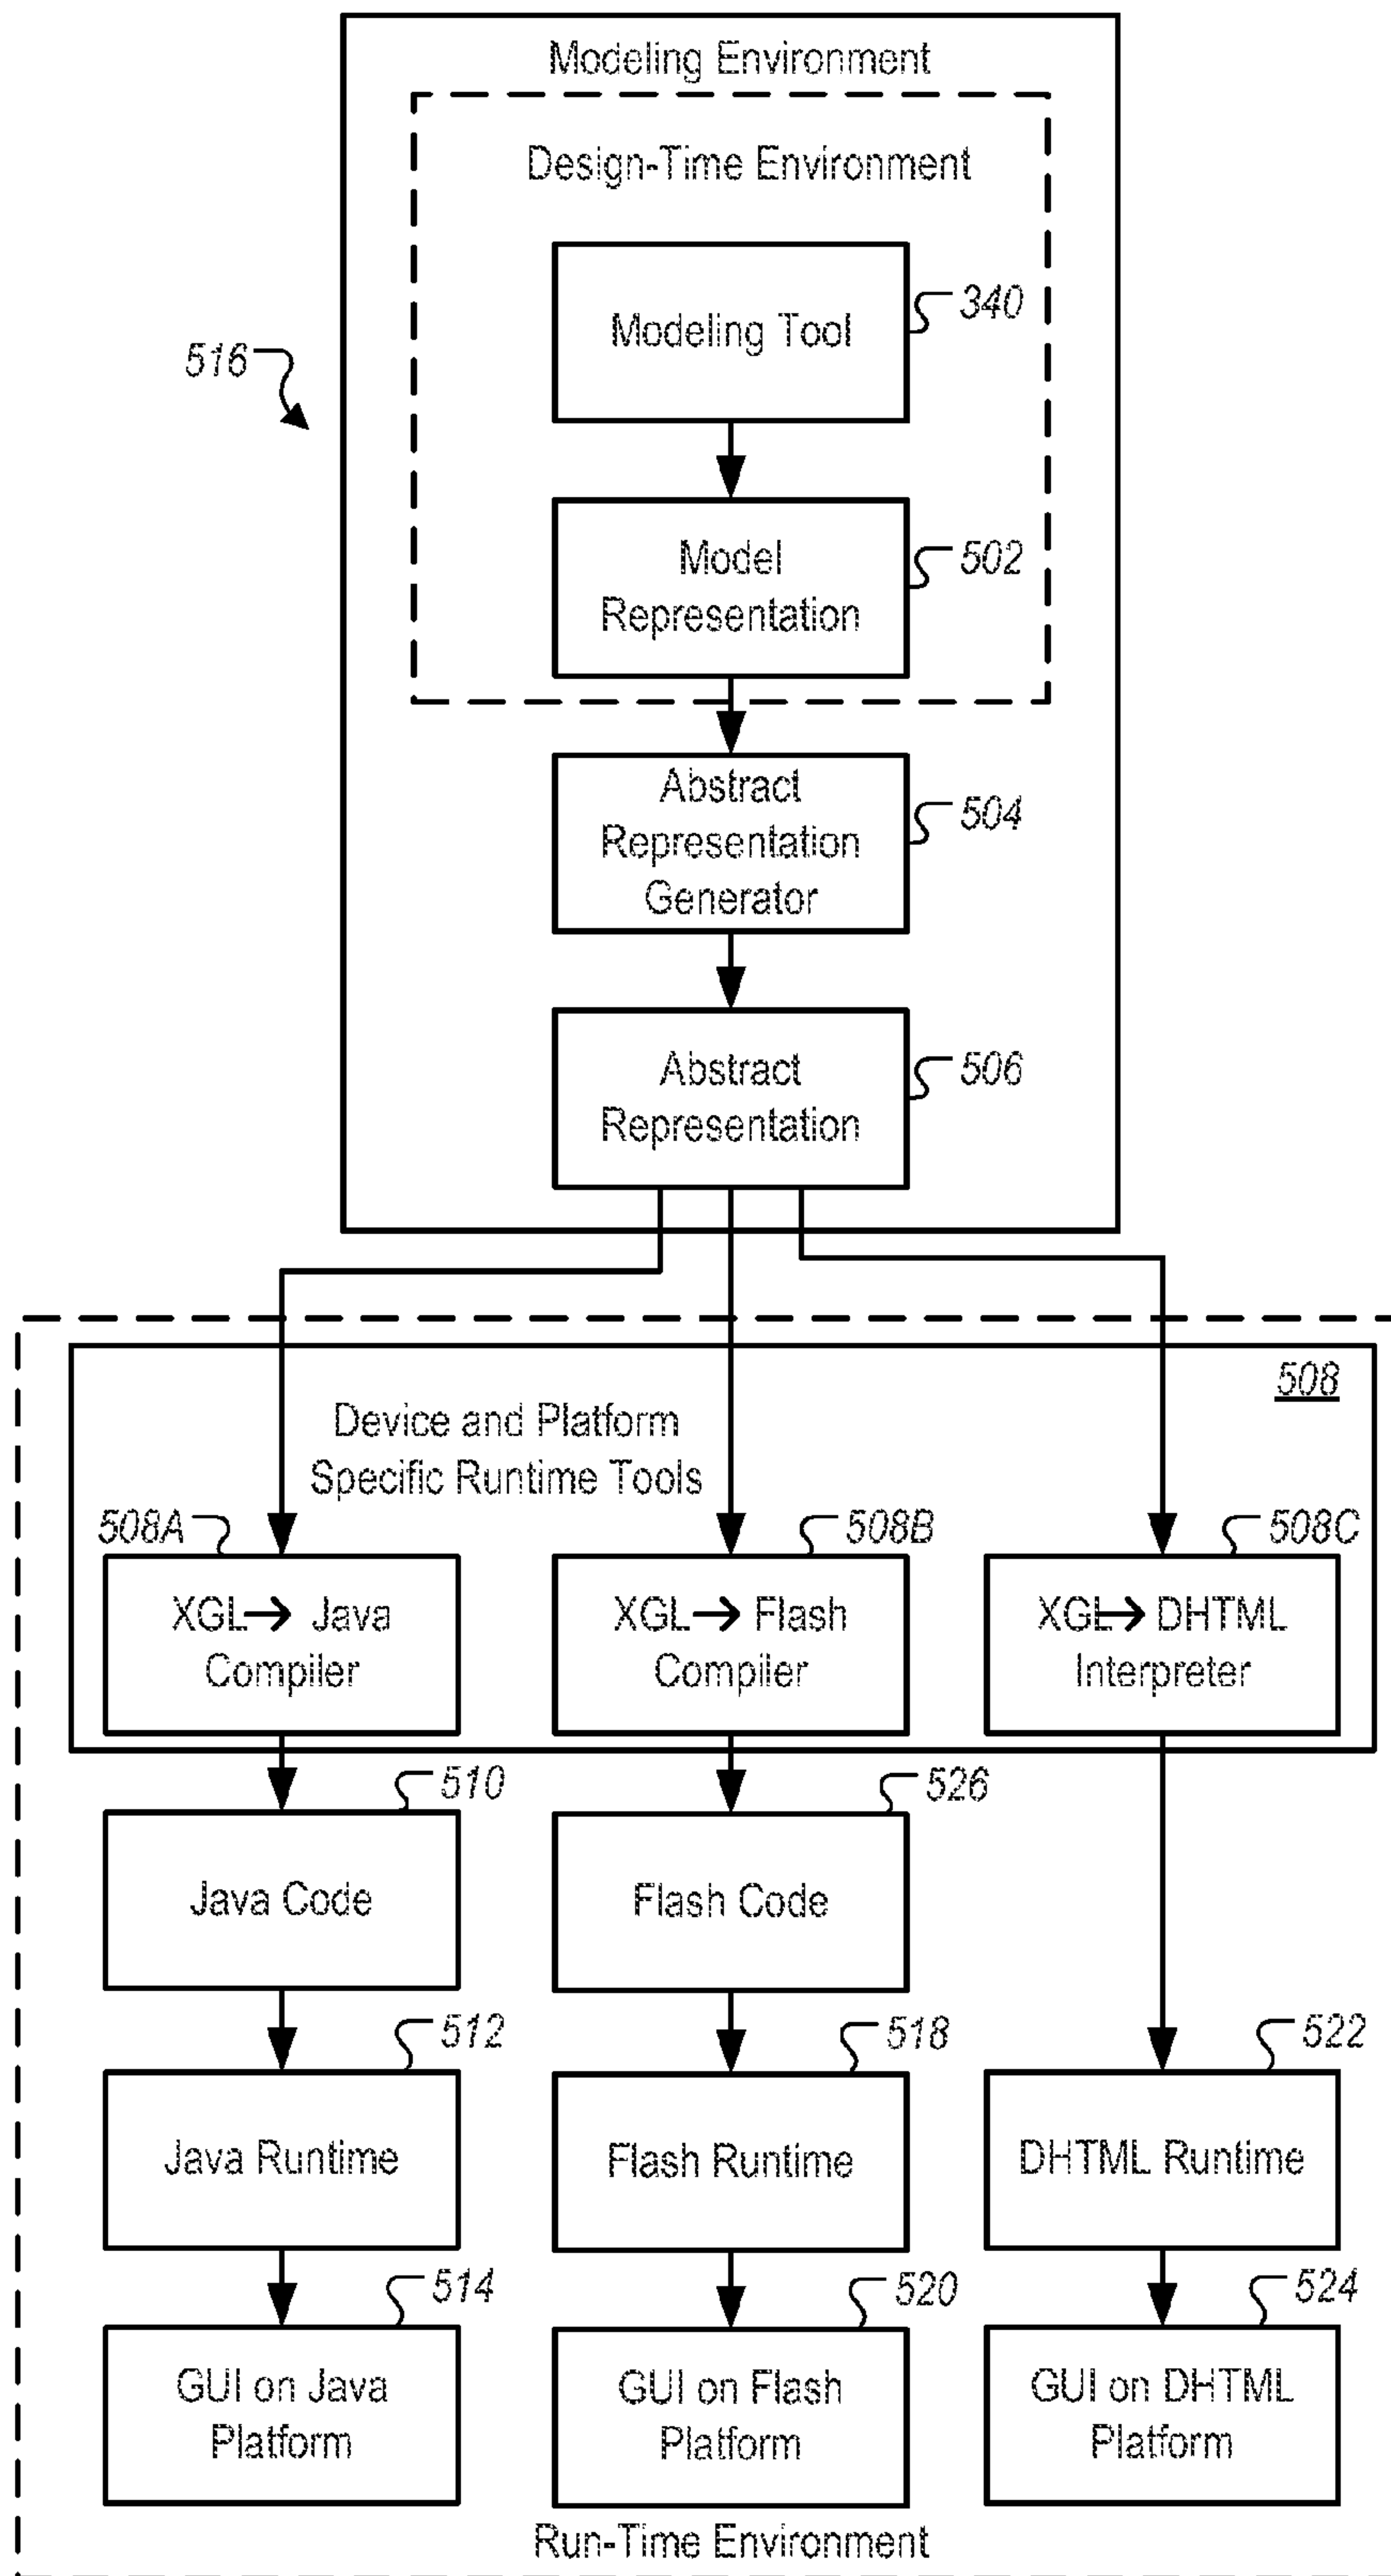 Modeling Environment
Design-Time Environment
Modeling Tool
340
516
Model
Representation
502
Abstract
Representation
Generator
504
Abstract
Representation
506
508
Device and Platform
Specific Runtime Tools
508A
508B
508C
XGL→ Java
Compiler
XGL→ Flash
Compiler
XGL→ DHTML
Interpreter
510
526
Java Code
Flash Code
512
518
522
Java Runtime
Flash Runtime
DHTML Runtime
514
520
524
GUI on Java
Platform
GUI on Flash
Platform
GUI on DHTML
Platform
Run-Time Environment